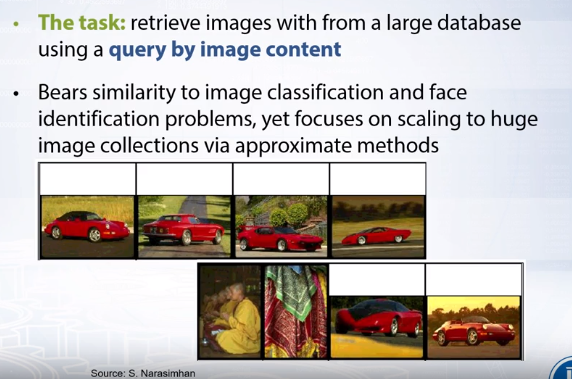 • The task: retrieve images with from a large database
using a query by image content
• Bears similarity to image classification and face
identification problems, yet focuses on scaling to huge
image collections via approximate methods
Source: S. Narasimhan